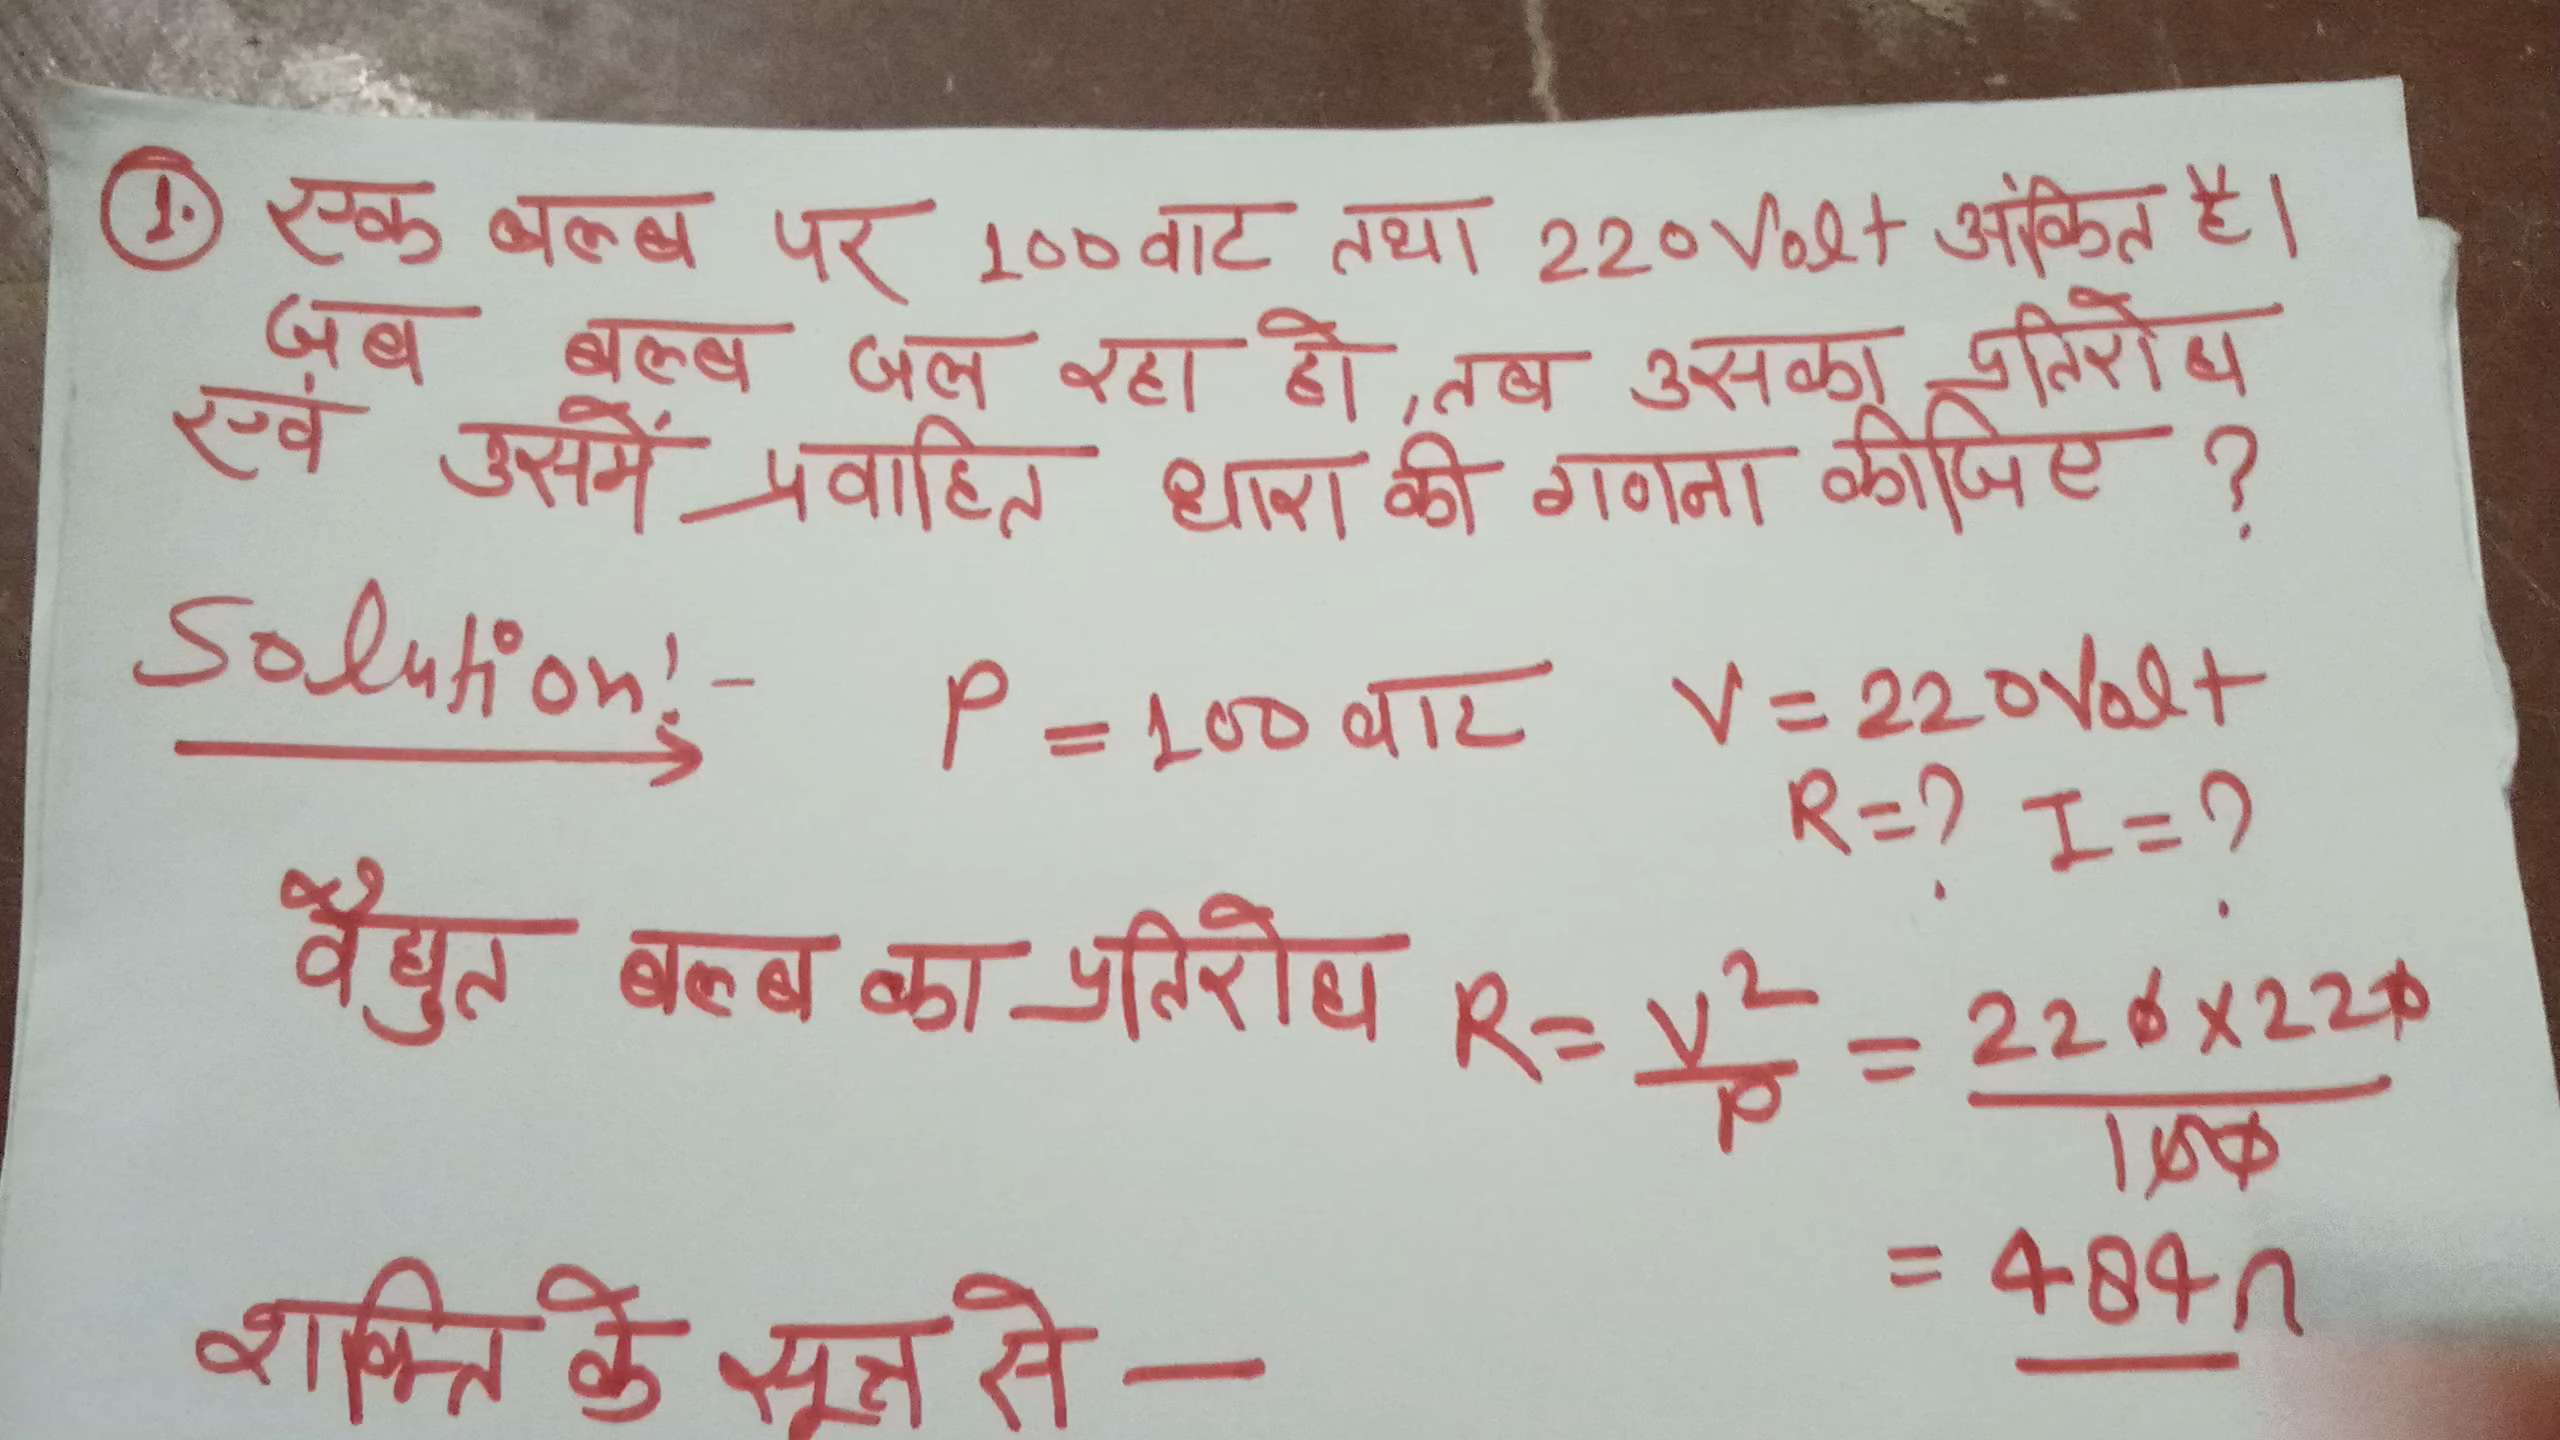 1. एक बल्ब पर 100 वाट तथा 220 Volt अंकित है।
जब बल्ब जल रहा हो, तब उसका प्रतिरोध
एवं उसमें प्रवाहित धारा की गणना कीजिए ?
Solution :- P = 100 वाट V = 220 Volt
R = ? I = ?
वैद्युत बल्ब का प्रतिरोध R = V²/P = 220 x 220/100
= 484 Ω
शक्ति के सूत्र से —